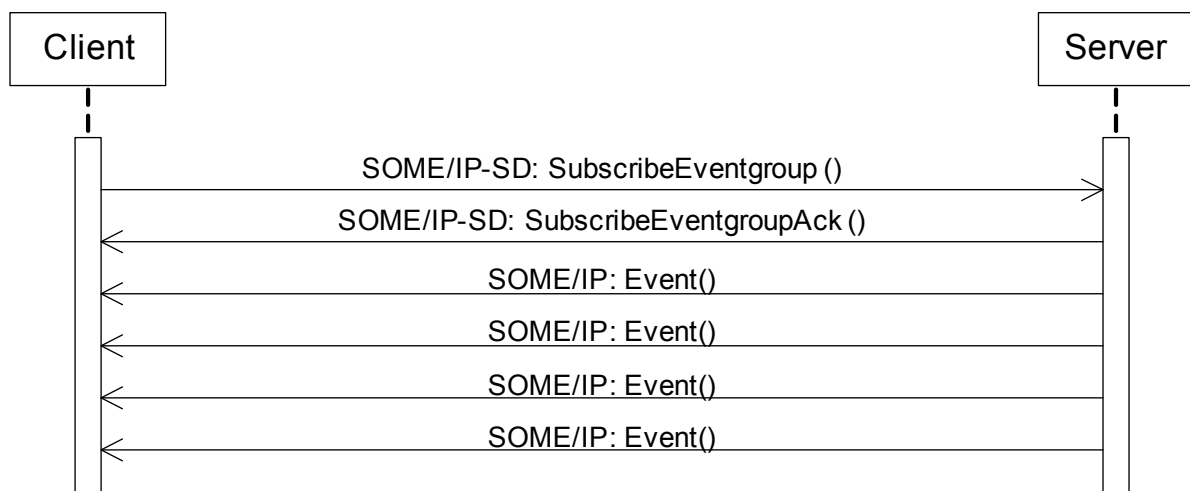 Client
Server
SOME/IP-SD: SubscribeEventgroup ()
SOME/IP-SD: SubscribeEventgroupAck ()
SOME/IP: Event()
SOME/IP: Event()
SOME/IP: Event()
SOME/IP: Event()